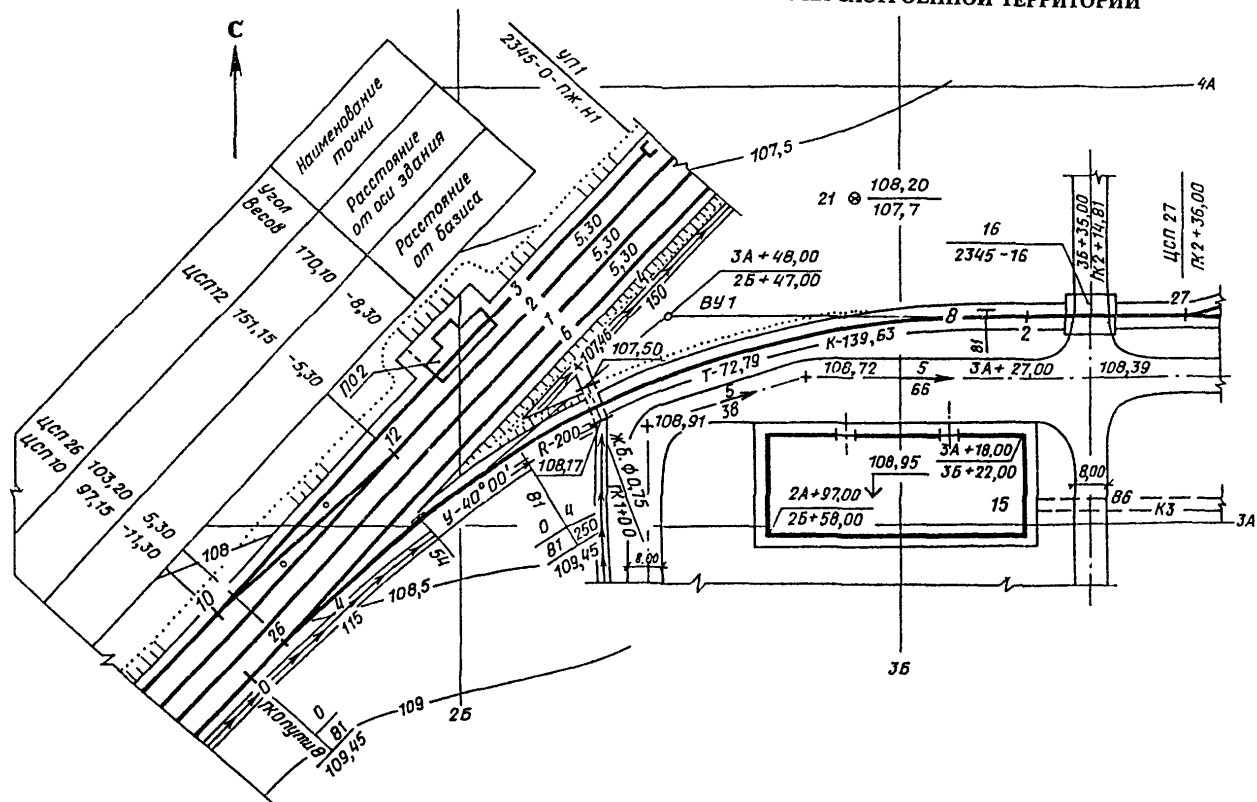 ТЕРРИТОРИИ
С
УП1
2345-0-ПЖ.Н1
4А
Наименование точки
Расстояние от оси здания
Расстояние от базиса
Угол весов
170,10
-8,30
ЦСП12
151,15
-5,30
ЦСП 26
103,20
5,30
ЦСП 10
97,15
-11,30
107,5
5,30
5,30
5,30
21
108,20
107,7
16
2345-16
3Б+35,00
ПК2+14,81
ЦСП 27
ПК2+36,00
3А+48,00
2Б+47,00
ВУ1
4
150
3
2
1
6
ПО2
107,46
107,50
8
81
2
27
К-139,63
Т-72,79
108,72
5
66
3А+27,00
108,39
5
38
108,91
12
R-200
108,17
У-40°00'
Ж.б. ф0,75
ПК1+00
3А+18,00
3Б+22,00
108,95
2А+97,00
2Б+58,00
15
8,00
В6
К3
3А
81
0
4
81
250
109,45
8,00
54
108
108,5
10
26
4
115
0
ПК0пути8
0
81
109,45
109
2Б
3Б